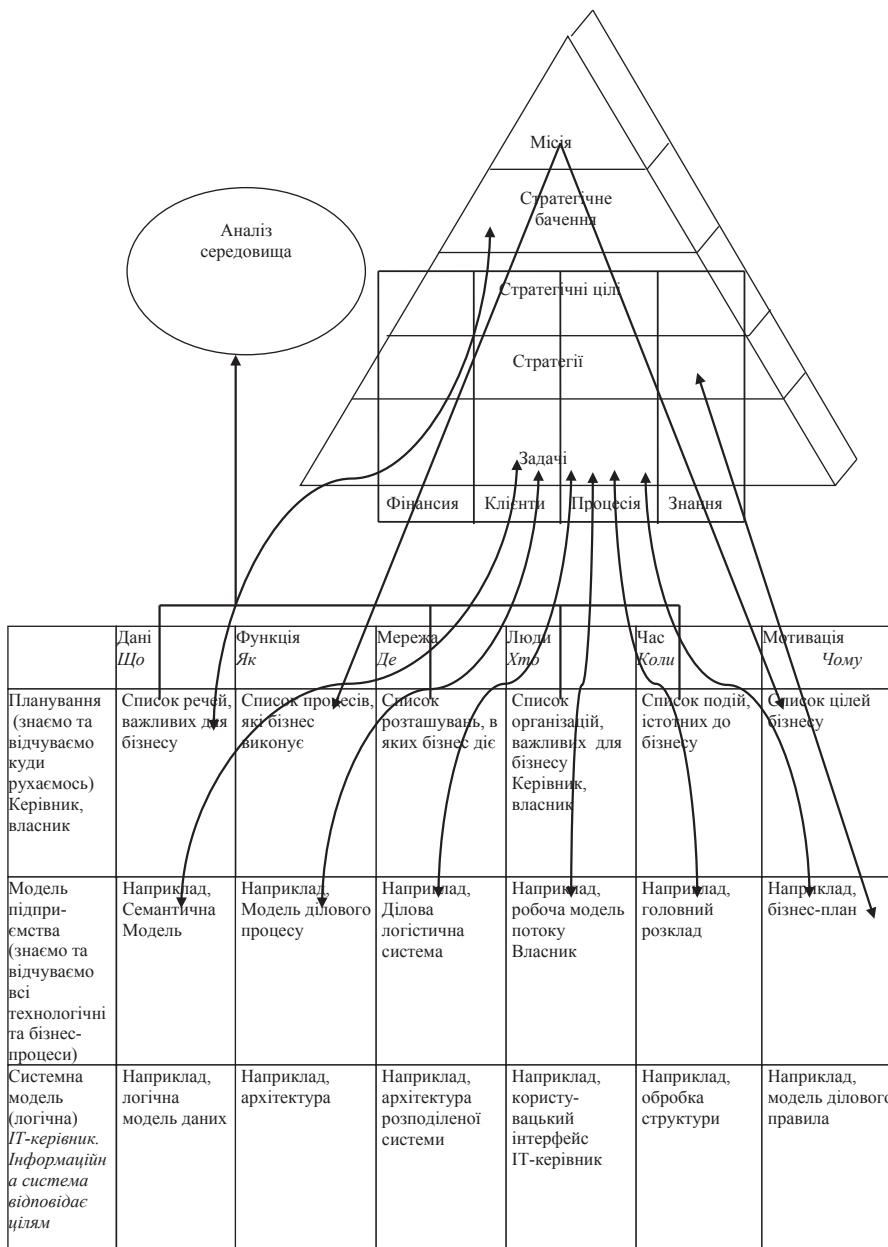 Місія
Стратегічне
бачення
Аналіз
середовища
Стратегічні цілі
Стратегії
Задачі
Фінансия
Клієнти
Процесія
Знання
Дані
Що
Функція
Як
Мережа
Де
Люди
Хто
Час
Коли
Мотивація
Чому
Планування
(знаємо та
відчуваємо
куди
рухаємось)
Керівник,
власник
Список речей,
важливих для
бізнесу
Список процесів,
які бізнес
виконує
Список
розташувань, в
яких бізнес діє
Список
організацій,
важливих для
бізнесу
Керівник,
власник
Список подій,
істотних до
бізнесу
Список цілей
бізнесу
Модель
підпри-
ємства
(знаємо та
відчуваємо
всі
технологічні
та бізнес-
процеси)
Наприклад,
Семантична
Модель
Наприклад,
Модель ділового
процесу
Наприклад,
Ділова
логістична
система
Наприклад,
робоча модель
потоку
Власник
Наприклад,
головний
розклад
Наприклад,
бізнес-план
Системна
модель
(логічна)
ІТ-керівник.
Інформаційн
а система
відповідає
цілям
Наприклад,
логічна
модель даних
Наприклад,
архітектура
Наприклад,
архітектура
розподіленої
системи
Наприклад,
користу-
вацький
інтерфейс
ІТ-керівник
Наприклад,
обробка
структури
Наприклад,
модель ділового
правила